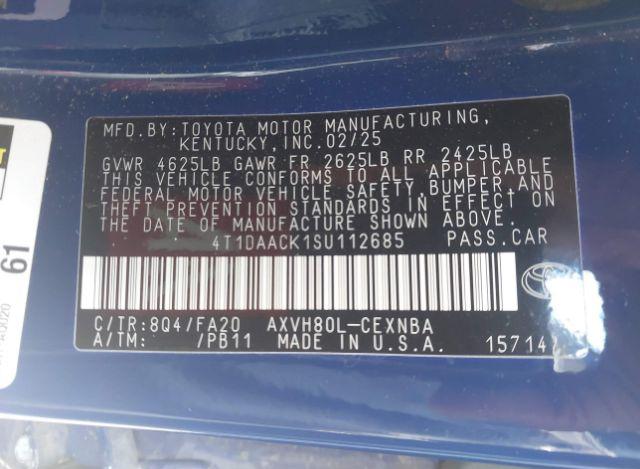 MFD.BY:TOYOTA MOTOR MANUFACTURING,
KENTUCKY,INC.02/25
GVWR 4625LB GAWR FR 2625LB RR 2425LB
THIS VEHICLE CONFORMS TO ALL APPLICABLE
FEDERAL MOTOR VEHICLE SAFETY,BUMPER,AND
THEFT PREVENTION STANDARDS IN EFFECT ON
THE DATE OF MANUFACTURE SHOWN ABOVE.
4T1DAACK1SU112685 PASS.CAR
C/TR:8Q4/FA20 AXVH80L-CEXNBA
A/TM: /PB11 MADE IN U.S.A. 15714
61